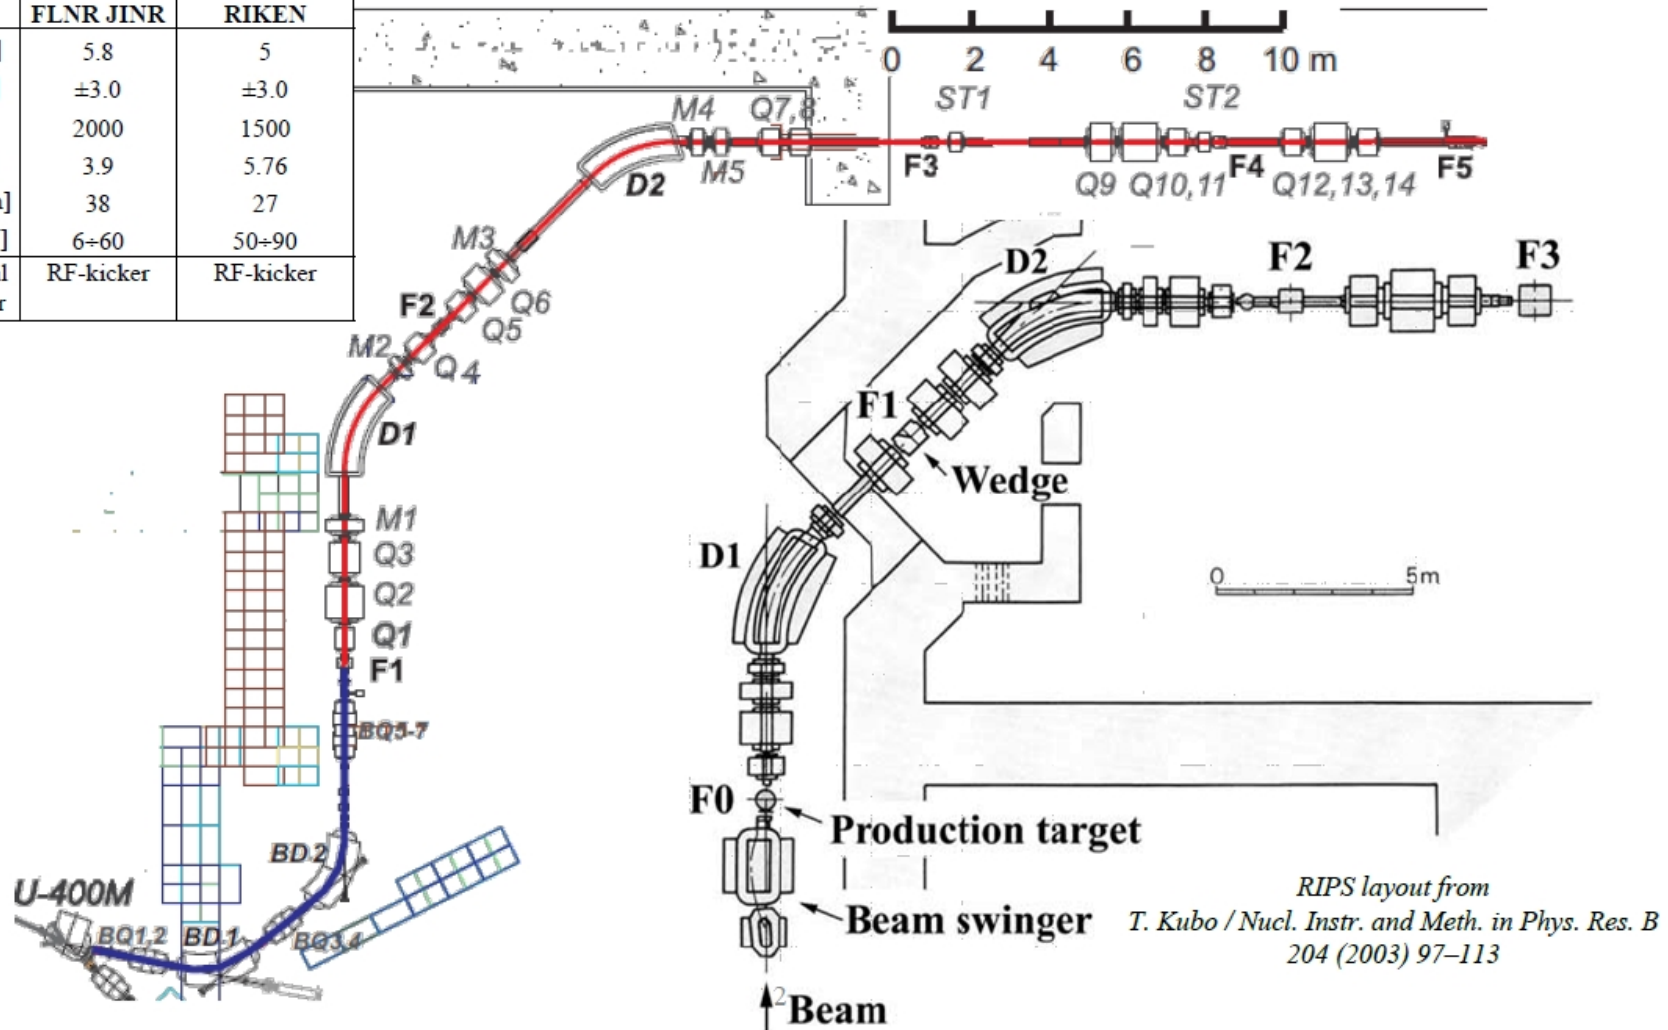 FLNR JINR RIKEN
] 5.8 5
±3.0 ±3.0
2000 1500
3.9 5.76
] 38 27
] 6÷60 50÷90
l RF-kicker RF-kicker
r
0 2 4 6 8 10 m
ST1 ST2
M4 Q7,8
D2 M5 F3 Q9 Q10,11 F4 Q12,13,14 F5
M3
F2 Q6
Q5
M2 Q4
D1
M1
Q3
Q2
Q1
F1
BQ5-7
BD2
U-400M
BQ1,2 BD1 BQ3,4
D2 F2 F3
F1
Wedge
D1
0 5m
F0
Production target
Beam swinger
2
Beam
RIPS layout from
T. Kubo / Nucl. Instr. and Meth. in Phys. Res. B
204 (2003) 97–113